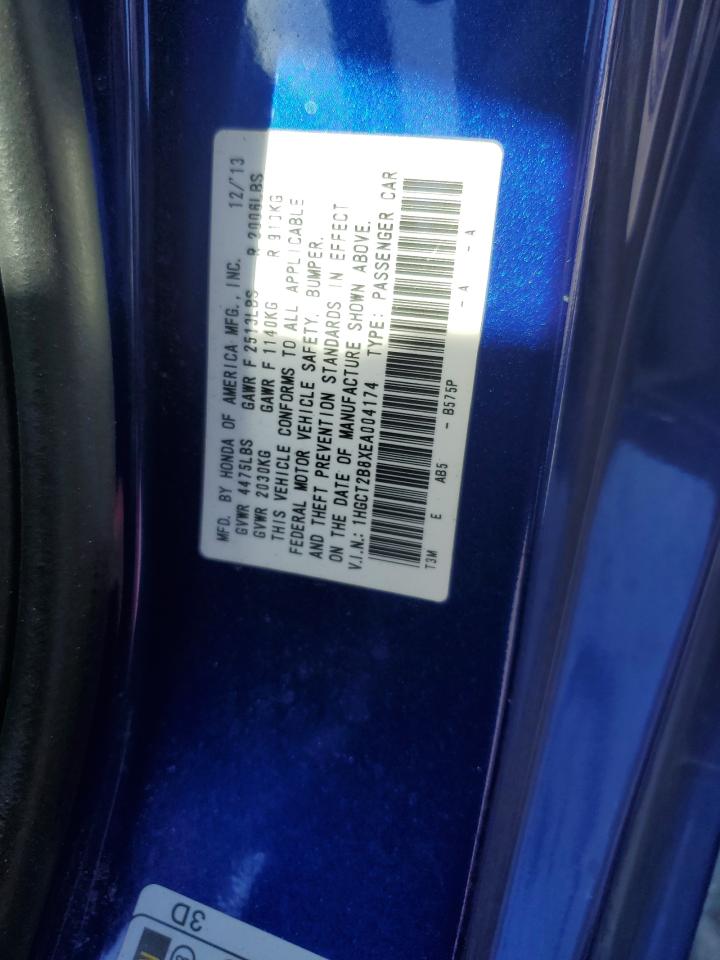 MFD. BY HONDA OF AMERICA MFG., INC. 12/'13
GVWR 4475LBS GAWR F 2513LBS R 2006LBS
GVWR 2030KG GAWR F 1140KG R 910KG
THIS VEHICLE CONFORMS TO ALL APPLICABLE
FEDERAL MOTOR VEHICLE SAFETY, BUMPER,
AND THEFT PREVENTION STANDARDS IN EFFECT
ON THE DATE OF MANUFACTURE SHOWN ABOVE.
V.I.N.: 1HGCT2B8XEA004174 TYPE: PASSENGER CAR
T3M E AB5 - B575P - A - A
3D